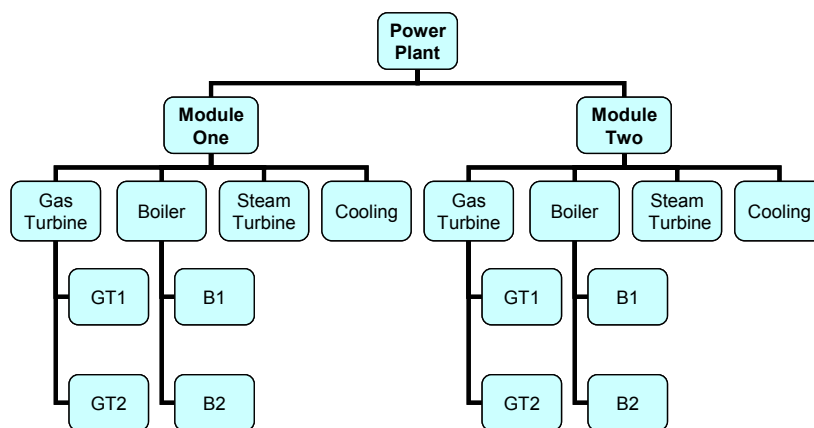 Power
Plant
Module
One
Module
Two
Gas
Turbine
Boiler
Steam
Turbine
Cooling
Gas
Turbine
Boiler
Steam
Turbine
Cooling
GT1
B1
GT1
B1
GT2
B2
GT2
B2